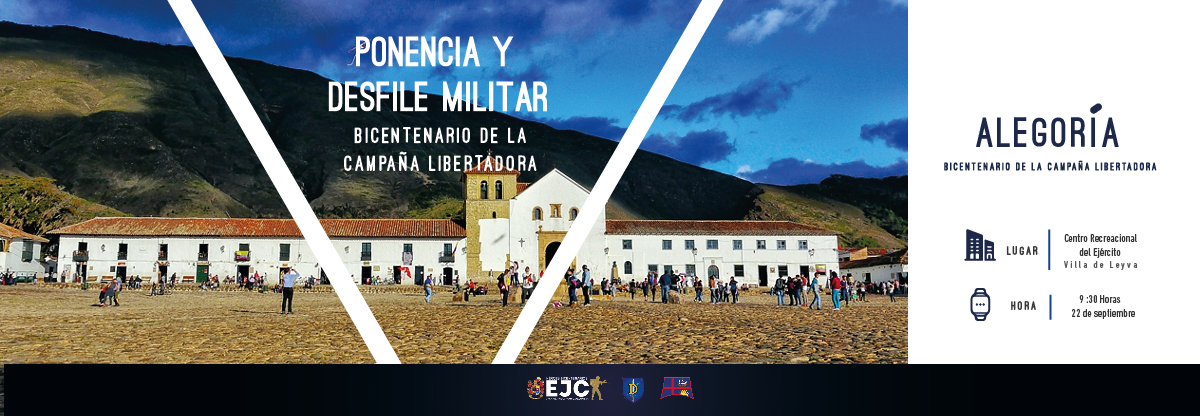 PONENCIA Y
DESFILE MILITAR
BICENTENARIO DE LA
CAMPAÑA LIBERTADORA
ALEGORÍA
BICENTENARIO DE LA CAMPAÑA LIBERTADORA
LUGAR
Centro Recreacional
del Ejército
Villa de Leyva
HORA
9 :30 Horas
22 de septiembre
EJC